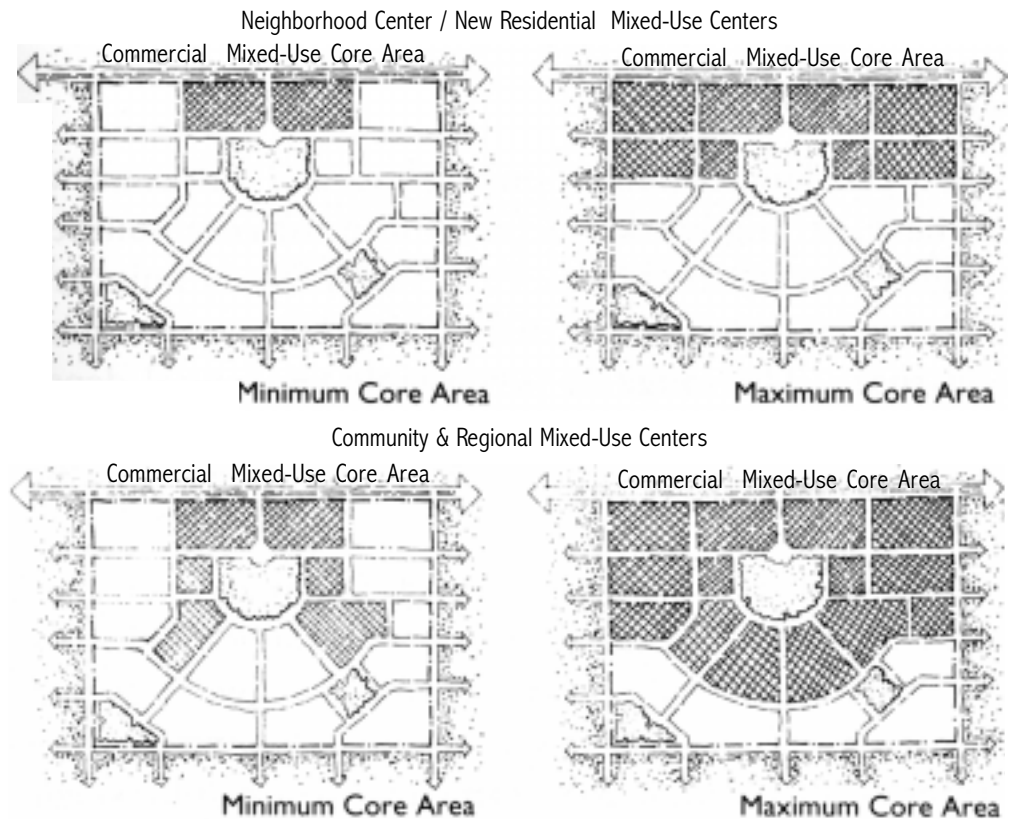 Neighborhood Center / New Residential Mixed-Use Centers
Commercial Mixed-Use Core Area
Commercial Mixed-Use Core Area
Minimum Core Area
Maximum Core Area
Community & Regional Mixed-Use Centers
Commercial Mixed-Use Core Area
Commercial Mixed-Use Core Area
Minimum Core Area
Maximum Core Area